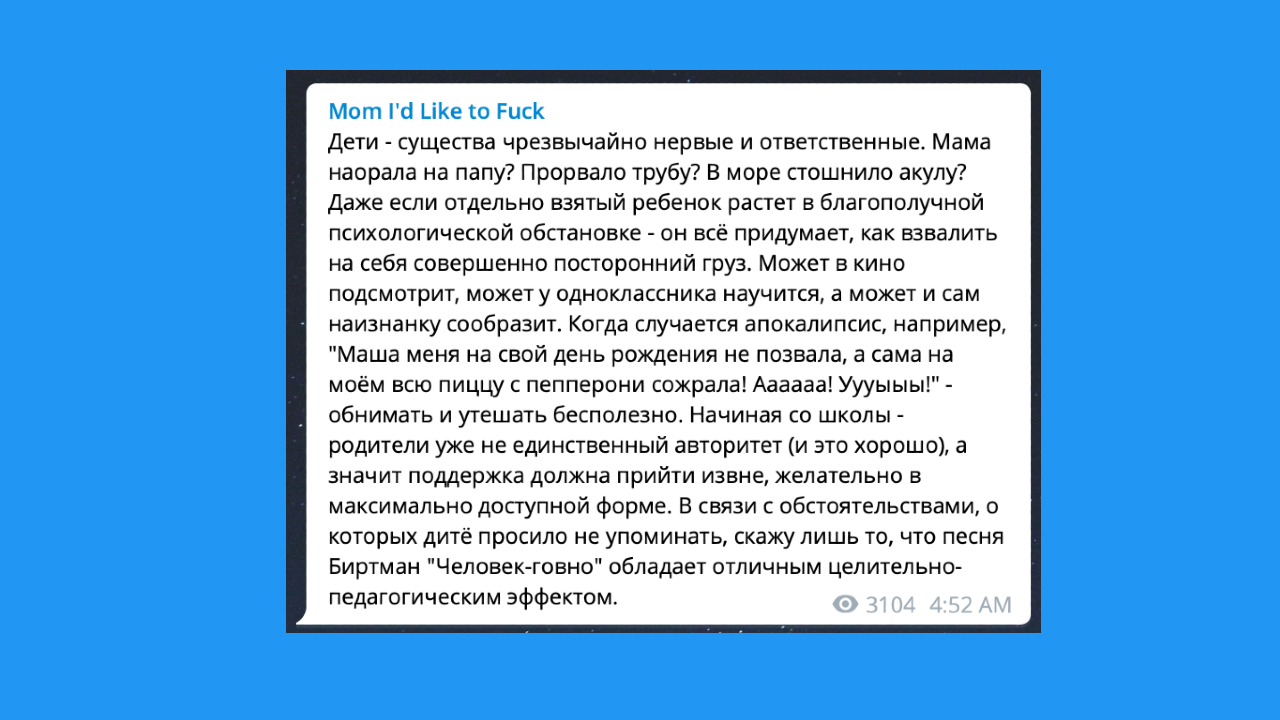 Mom I'd Like to Fuck
Дети - существа чрезвычайно нервые и ответственные. Мама
наорала на папу? Прорвало трубу? В море стошнило акулу?
Даже если отдельно взятый ребенок растет в благополучной
психологической обстановке - он всё придумает, как взвалить
на себя совершенно посторонний груз. Может в кино
подсмотрит, может у одноклассника научится, а может и сам
наизнанку сообразит. Когда случается апокалипсис, например,
"Маша меня на свой день рождения не позвала, а сама на
моём всю пиццу с пепперони сожрала! Аааааа! Уууыыы!" -
обнимать и утешать бесполезно. Начиная со школы -
родители уже не единственный авторитет (и это хорошо), а
значит поддержка должна прийти извне, желательно в
максимально доступной форме. В связи с обстоятельствами, о
которых дитё просило не упоминать, скажу лишь то, что песня
Биртман "Человек-говно" обладает отличным целительно-
педагогическим эффектом.
3104 4:52 AM